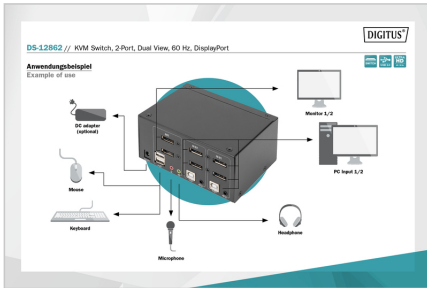 DIGITUS®
DS-12862 // KVM Switch, 2-Port, Dual View, 60 Hz, DisplayPort
Anwendungsbeispiel
Example of use
Monitor 1/2
DC adapter
(optional)
PC Input 1/2
Mouse
Keyboard
Headphone
Microphone